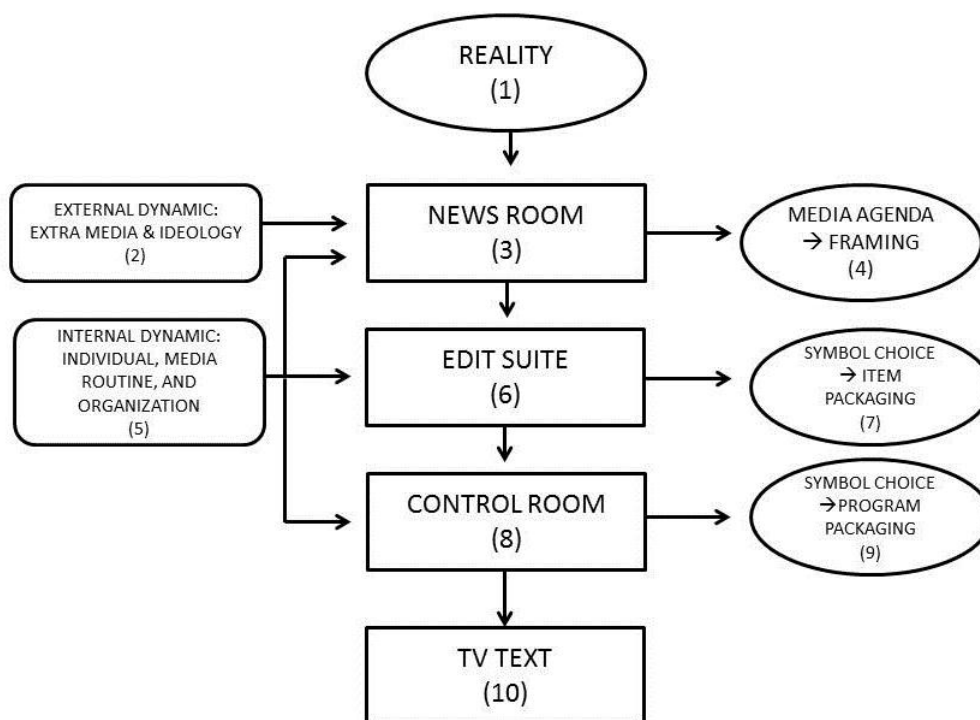 REALITY
(1)
EXTERNAL DYNAMIC:
EXTRA MEDIA & IDEOLOGY
(2)
NEWS ROOM
(3)
MEDIA AGENDA
→ FRAMING
(4)
INTERNAL DYNAMIC:
INDIVIDUAL, MEDIA
ROUTINE, AND
ORGANIZATION
(5)
EDIT SUITE
(6)
SYMBOL CHOICE
→ ITEM
PACKAGING
(7)
CONTROL ROOM
(8)
SYMBOL CHOICE
→PROGRAM
PACKAGING
(9)
TV TEXT
(10)